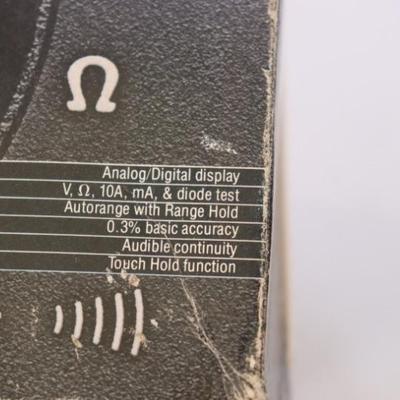 Ω
Analog/Digital display
V, Ω, 10A, mA, & diode test
Autorange with Range Hold
0.3% basic accuracy
Audible continuity
Touch Hold function